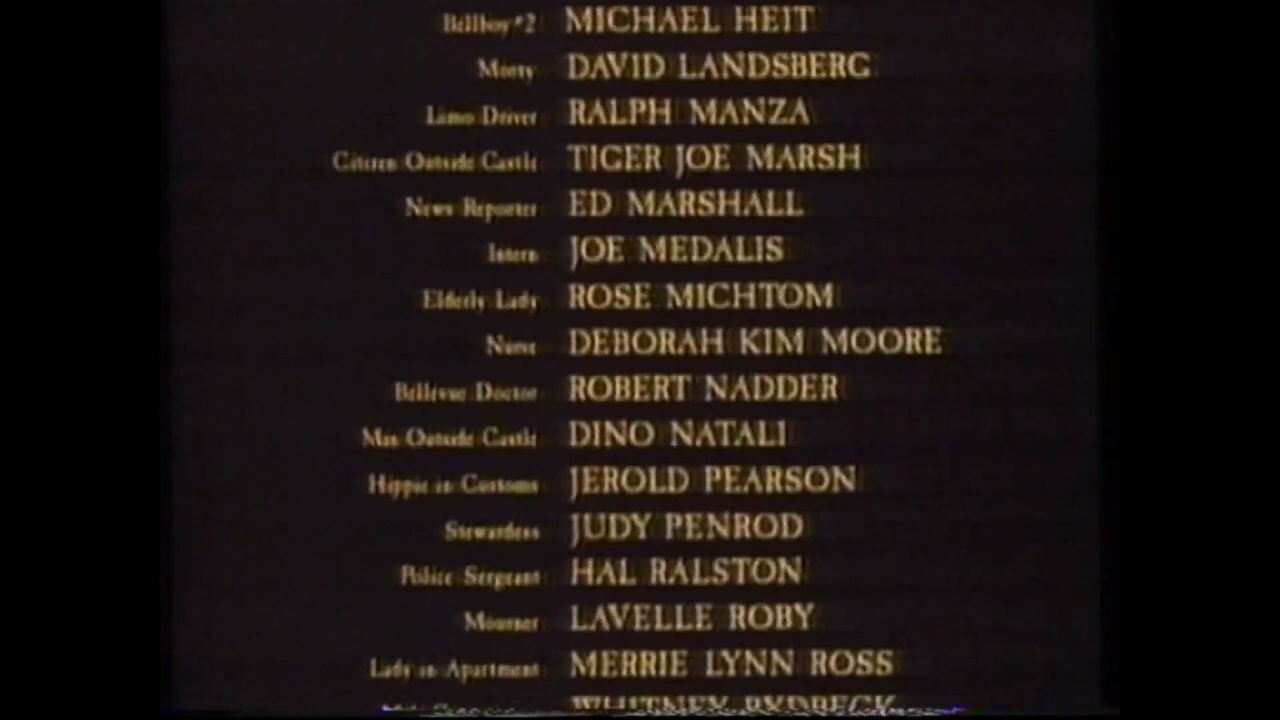 Bellboy #2 MICHAEL HEIT
Morty DAVID LANDSBERG
Limo Driver RALPH MANZA
Citizen Outside Castle TIGER JOE MARSH
News Reporter ED MARSHALL
Intern JOE MEDALIS
Elderly Lady ROSE MICHTOM
Nurse DEBORAH KIM MOORE
Bellevue Doctor ROBERT NADDER
Man Outside Castle DINO NATALI
Hippie in Customs JEROLD PEARSON
Stewardess JUDY PENROD
Police Sergeant HAL RALSTON
Mourner LAVELLE ROBY
Lady in Apartment MERRIE LYNN ROSS
WHITNEY RYDBECK